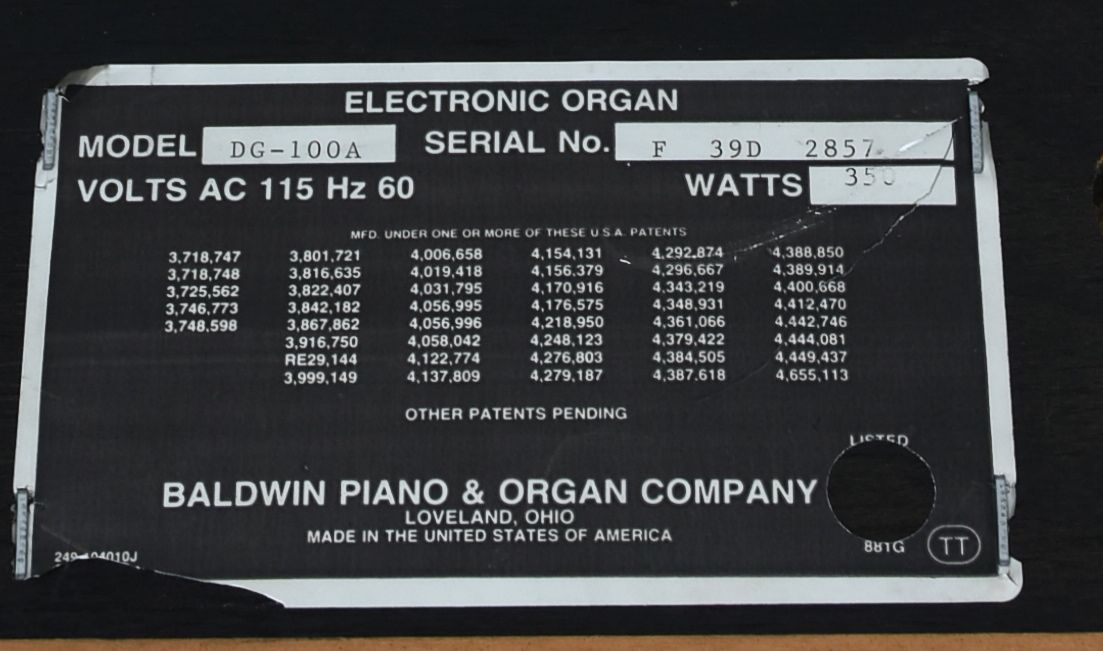 ELECTRONIC ORGAN
MODEL DG-100A SERIAL No. F 39D 2857
VOLTS AC 115 Hz 60 WATTS 350
MFD. UNDER ONE OR MORE OF THESE U.S.A. PATENTS
3,718,747 3,801,721 4,006,658 4,154,131 4,292,874 4,388,850
3,718,748 3,816,635 4,019,418 4,156,379 4,296,667 4,389,914
3,725,562 3,822,407 4,031,795 4,170,916 4,343,219 4,400,668
3,746,773 3,842,182 4,056,995 4,176,575 4,348,931 4,412,470
3,748,598 3,867,862 4,056,996 4,218,950 4,361,066 4,442,746
3,916,750 4,058,042 4,248,123 4,379,422 4,444,081
RE29,144 4,122,774 4,276,803 4,384,505 4,449,437
3,999,149 4,137,809 4,279,187 4,387,618 4,655,113
OTHER PATENTS PENDING
LISTED
BALDWIN PIANO & ORGAN COMPANY
LOVELAND, OHIO
MADE IN THE UNITED STATES OF AMERICA
881G TT